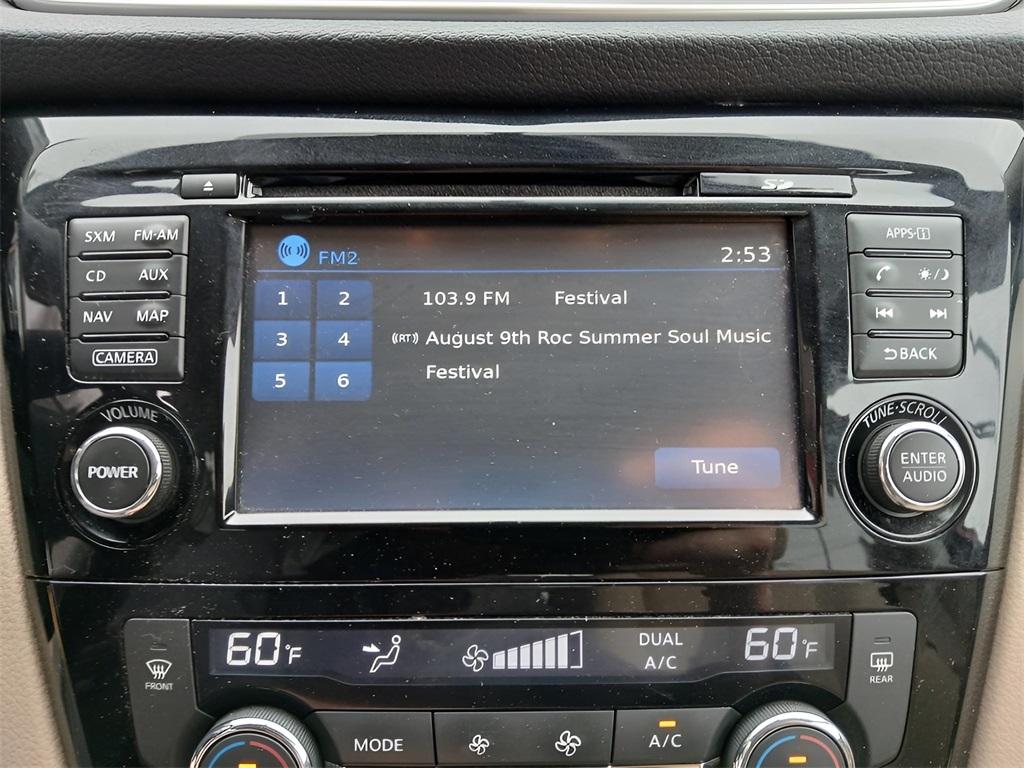 SD
SXM FM·AM
CD AUX
NAV MAP
CAMERA
VOLUME
POWER
FM2 2:53
1 2
3 4
5 6
103.9 FM Festival
(RT) August 9th Roc Summer Soul Music
Festival
Tune
APPS·i
BACK
TUNE·SCROLL
ENTER
AUDIO
FRONT
60°F
DUAL
A/C
60°F
REAR
MODE
A/C